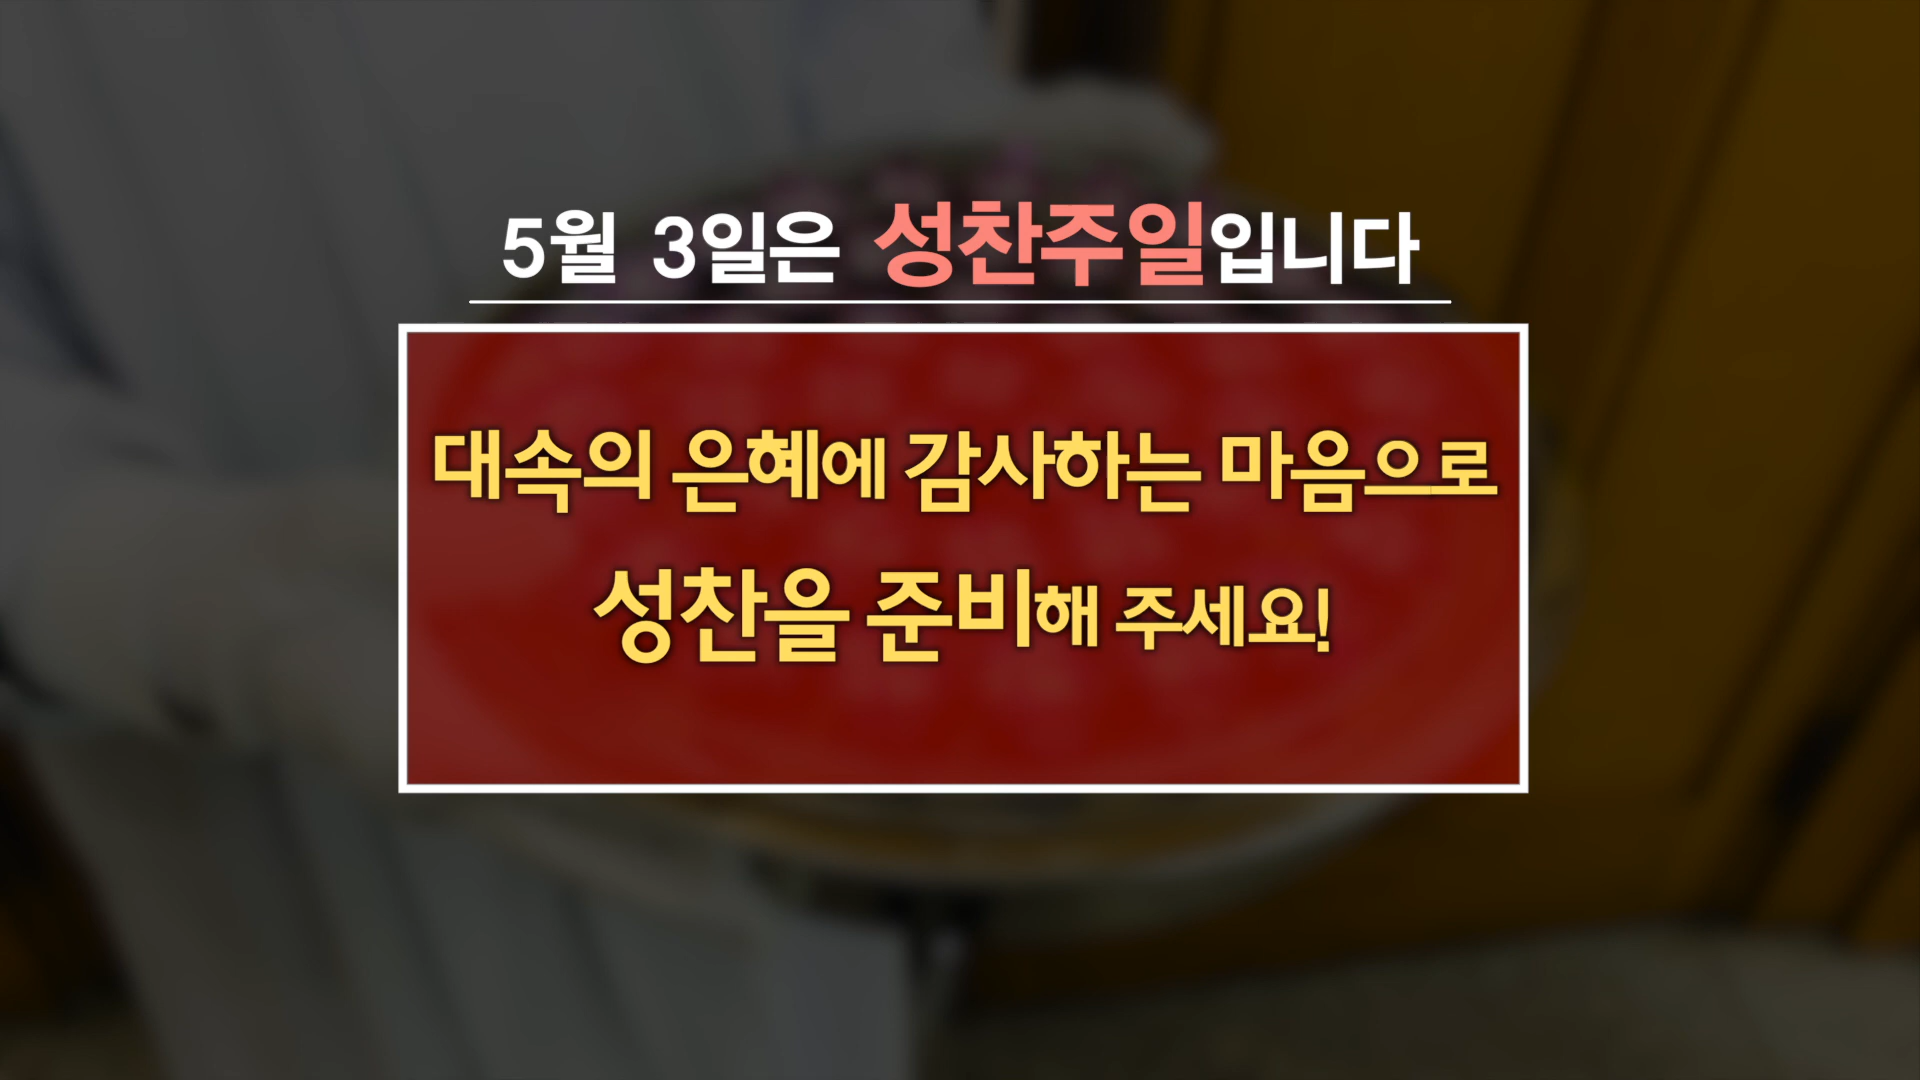 5월 3일은 성찬주일입니다
대속의 은혜에 감사하는 마음으로
성찬을 준비해 주세요!